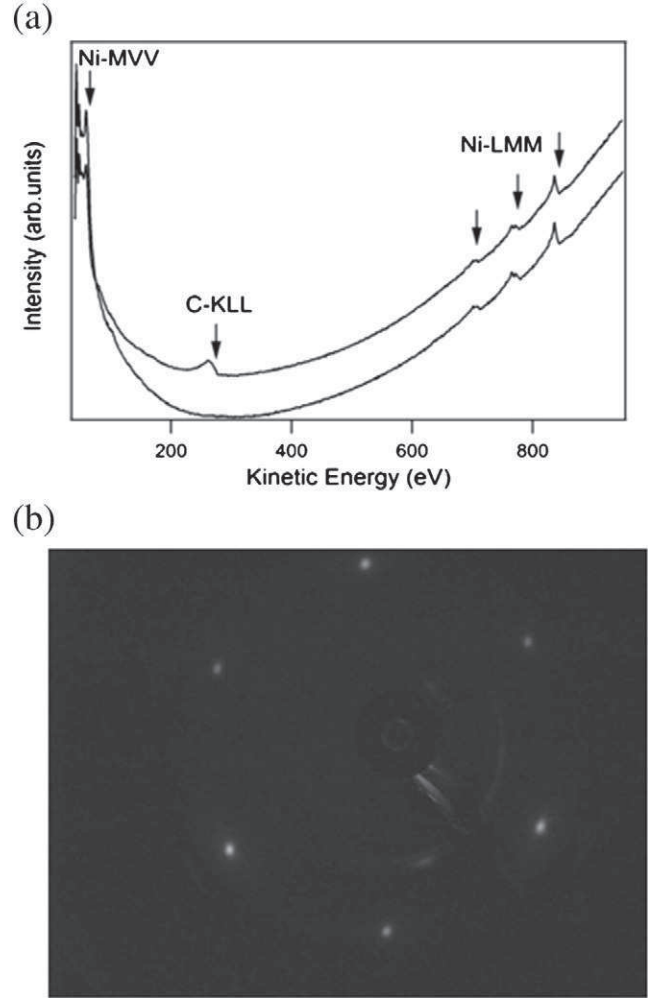 (a)
Ni-MVV
Ni-LMM
C-KLL
Intensity (arb.units)
200 400 600 800
Kinetic Energy (eV)
(b)